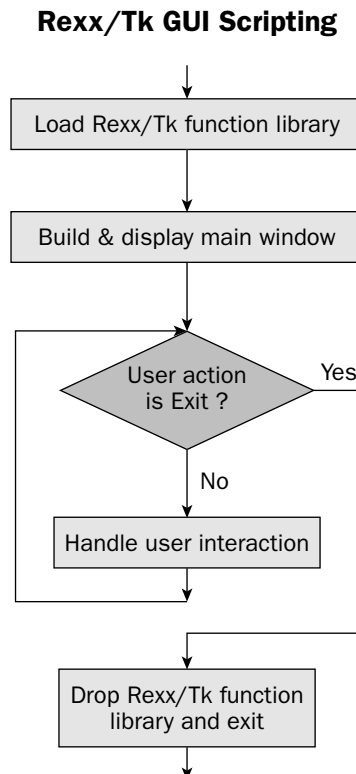 Rexx/Tk GUI Scripting
Load Rexx/Tk function library
Build & display main window
User action
is Exit ?
Yes
No
Handle user interaction
Drop Rexx/Tk function
library and exit